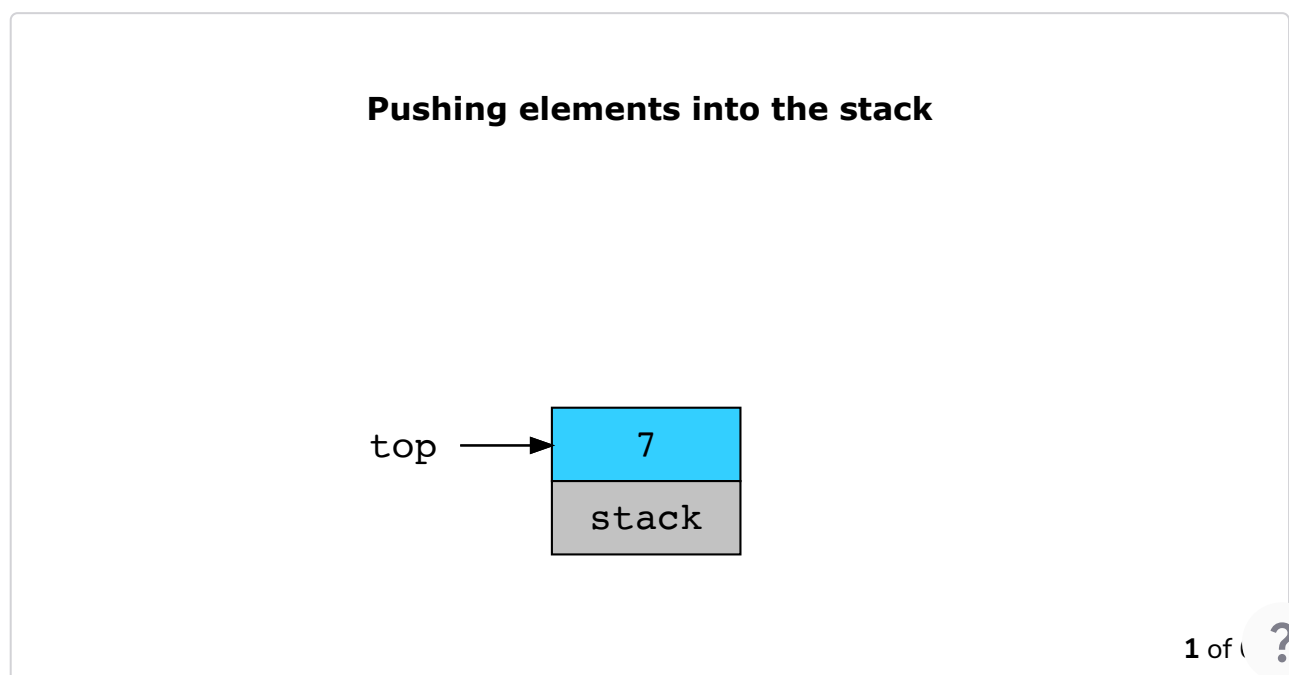 Pushing elements into the stack
top
7
stack
1 of
?